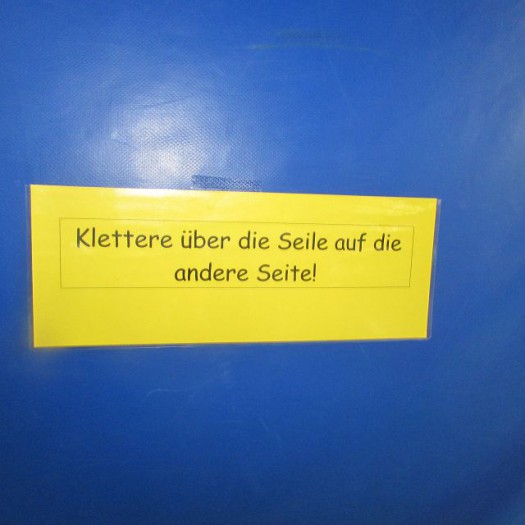 Klettere über die Seile auf die
andere Seite!